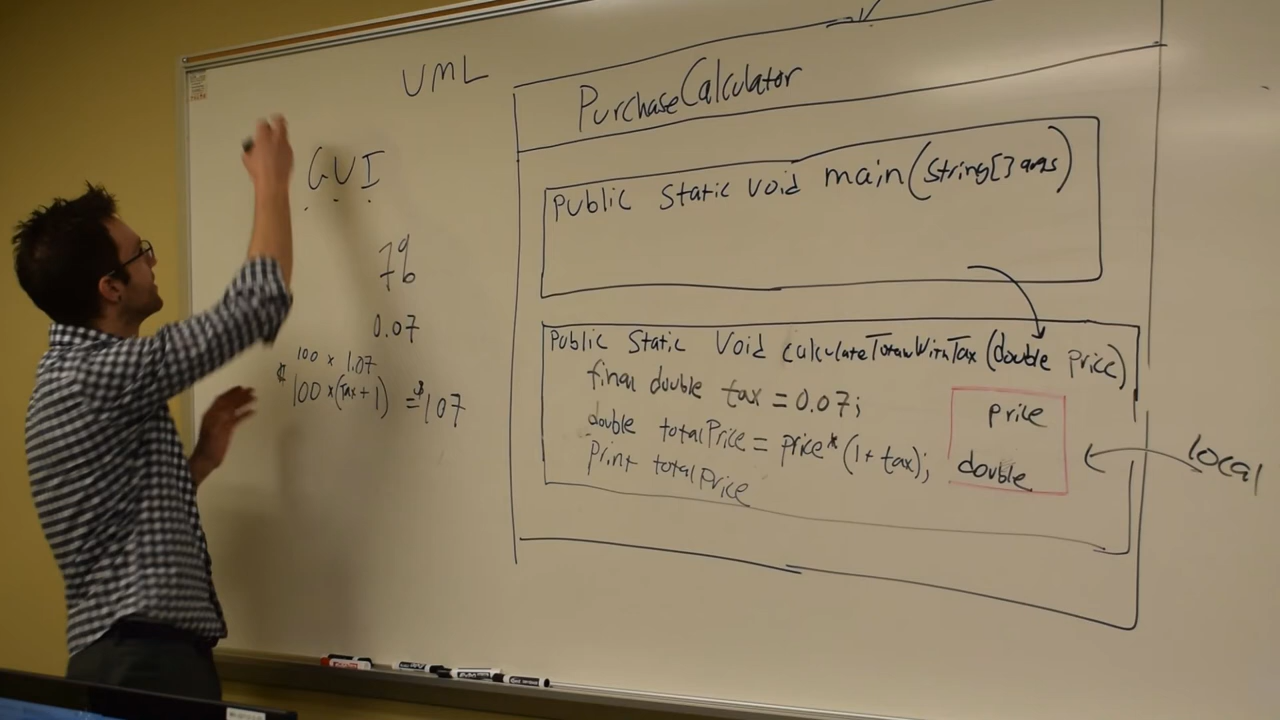 UML
GUI
7%
0.07
100 x 1.07
$100 x (Tax + 1) = $107
PurchaseCalculator
Public Static Void main(String[] args)
Public Static Void calculateTotalWithTax (double price)
final double tax = 0.07;
double totalPrice = price* (1 + tax);
print totalPrice
price
double
local